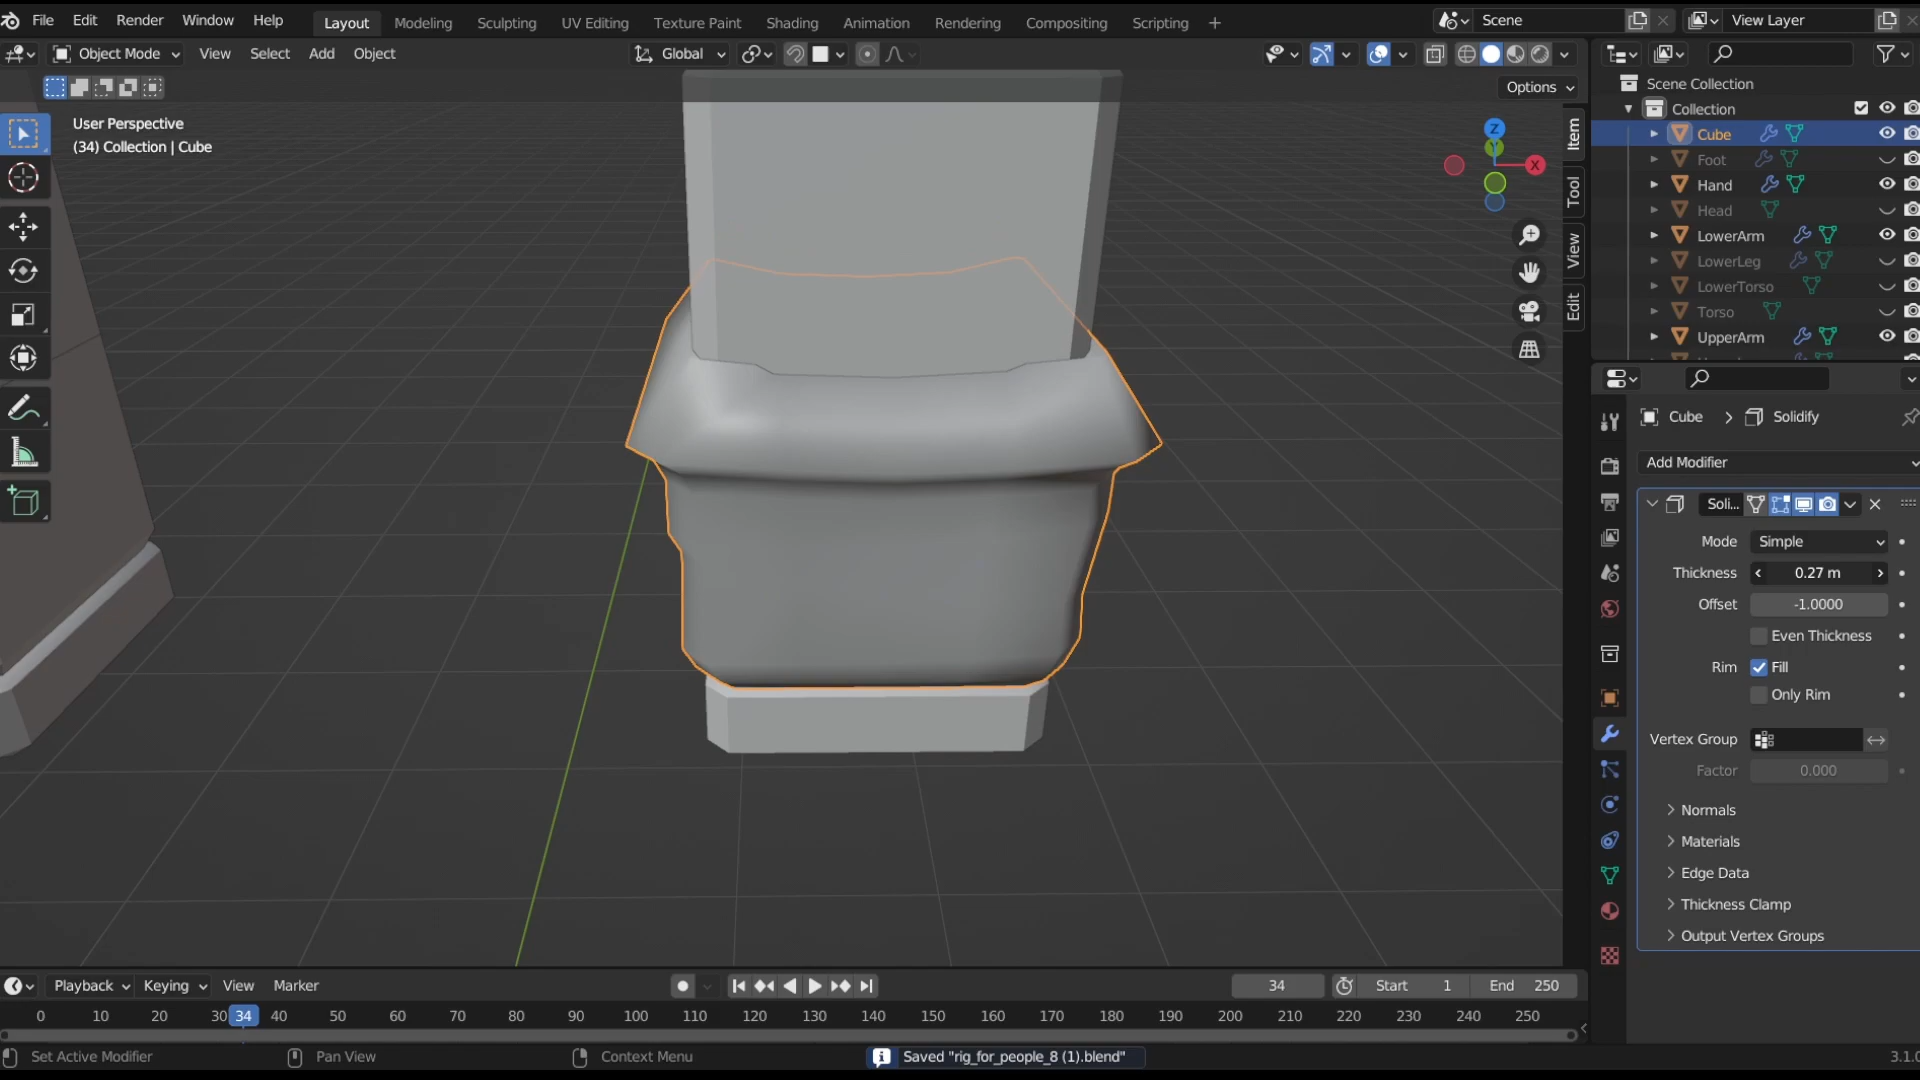 File Edit Render Window Help Layout Modeling Sculpting UV Editing Texture Paint Shading Animation Rendering Compositing Scripting + Scene View Layer
Object Mode View Select Add Object Global
Options
User Perspective
(34) Collection | Cube
Z
Y
X
Item
Tool
View
Edit
Scene Collection
Collection
Cube
Foot
Hand
Head
LowerArm
LowerLeg
LowerTorso
Torso
UpperArm
Cube > Solidify
Add Modifier
Soli...
Mode Simple
Thickness 0.27 m
Offset -1.0000
Even Thickness
Rim Fill
Only Rim
Vertex Group
Factor 0.000
Normals
Materials
Edge Data
Thickness Clamp
Output Vertex Groups
Playback Keying View Marker 34 Start 1 End 250
0 10 20 30 34 40 50 60 70 80 90 100 110 120 130 140 150 160 170 180 190 200 210 220 230 240 250
Set Active Modifier Pan View Context Menu Saved "rig_for_people_8 (1).blend" 3.1.0